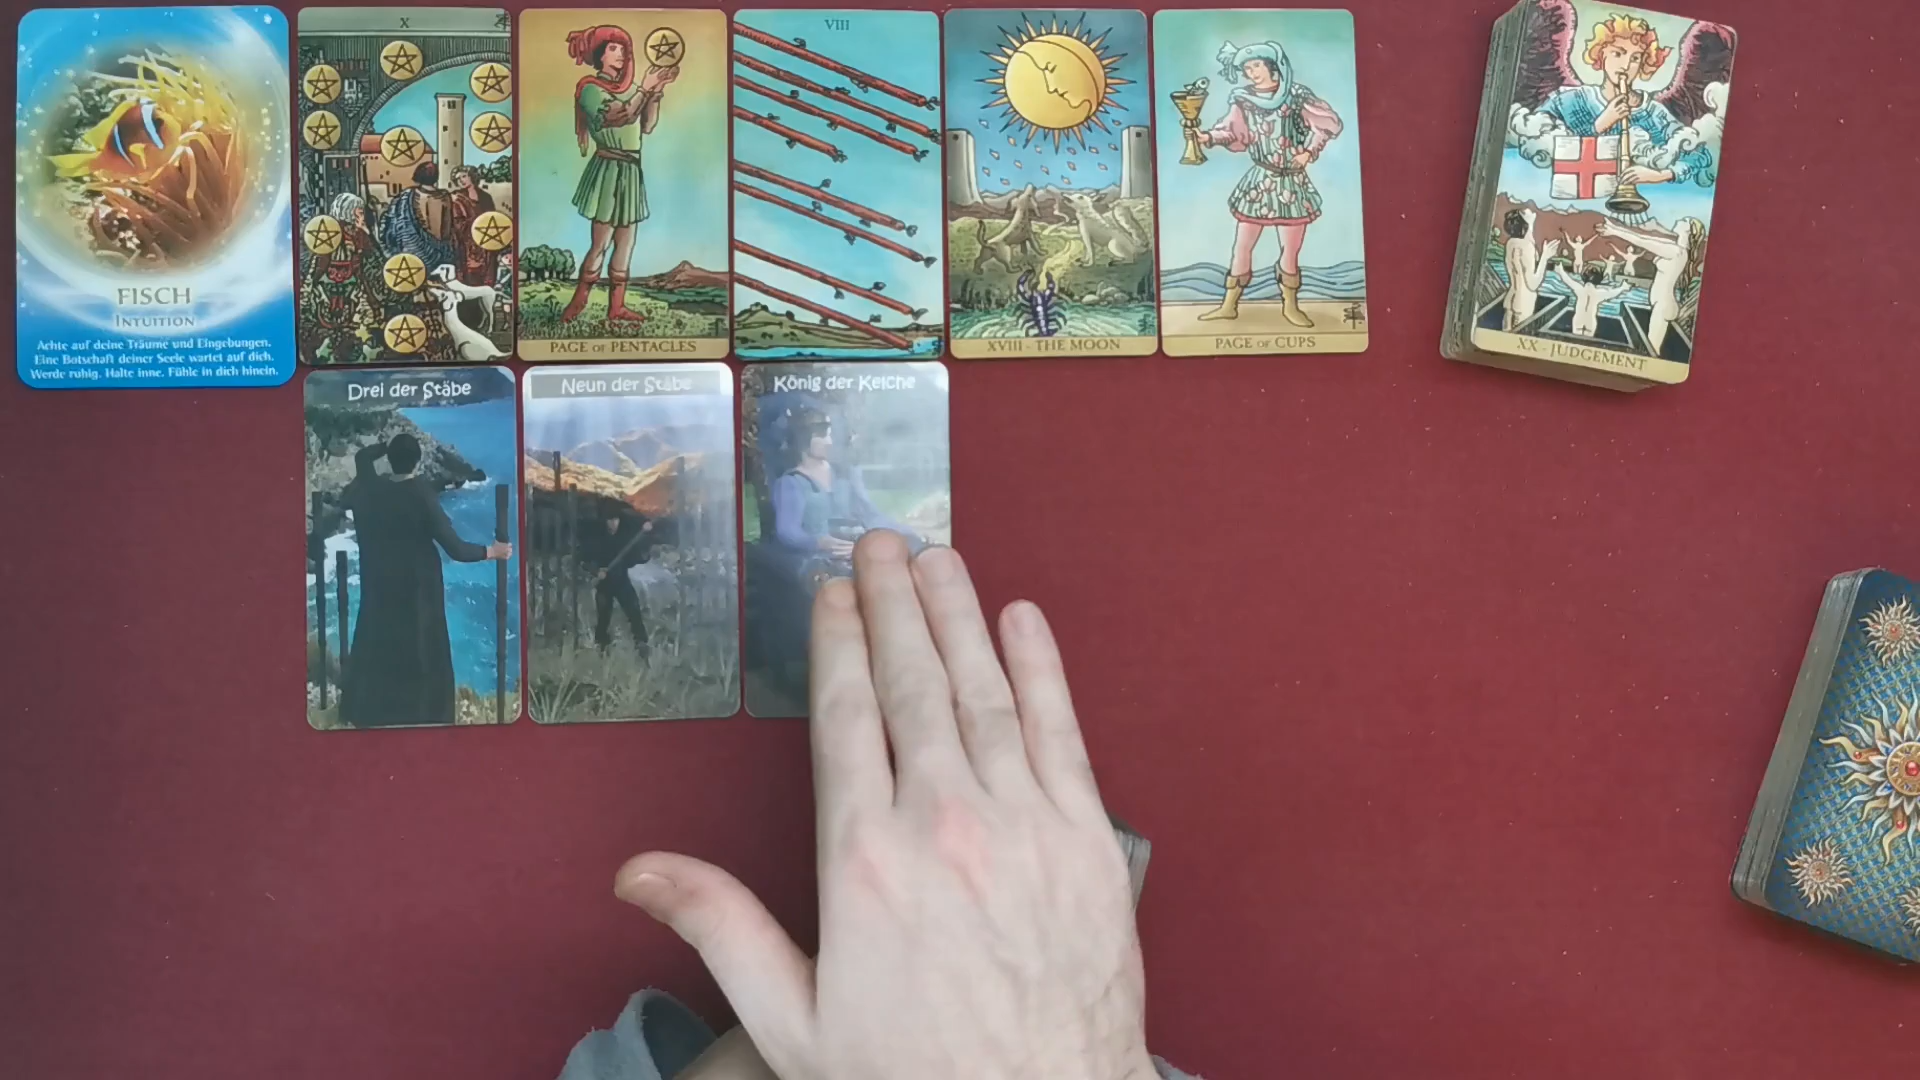 FISCH
INTUITION
Achte auf deine Träume und Eingebungen.
Eine Botschaft deiner Seele wartet auf dich.
Werde ruhig. Halte inne. Fühle in dich hinein.
X
PAGE OF PENTACLES
VIII
XVIII - THE MOON
PAGE OF CUPS
XX - JUDGEMENT
Drei der Stäbe
Neun der Stäbe
König der Kelche